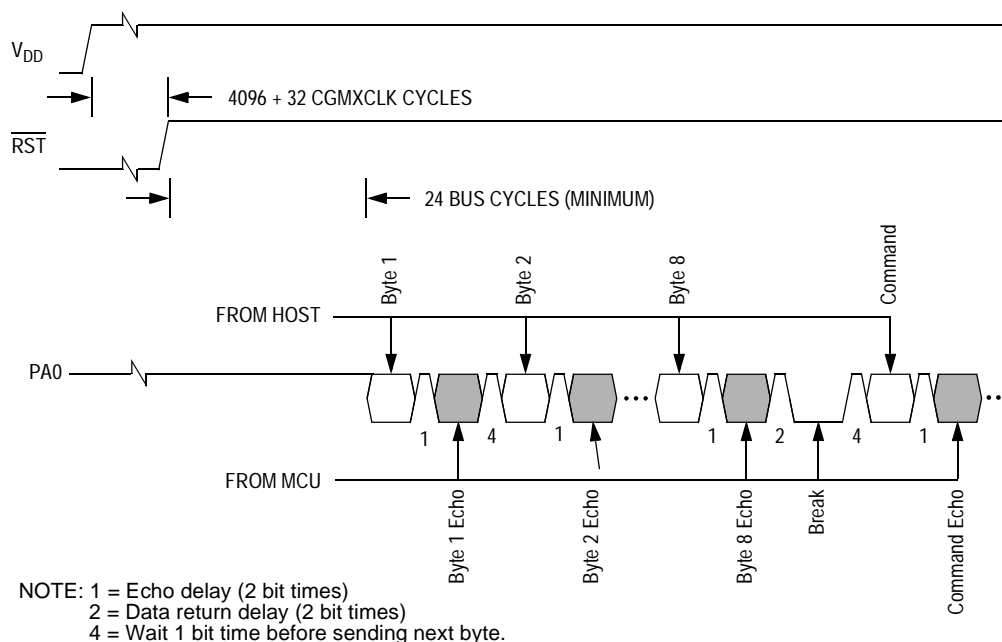 VDD
4096 + 32 CGMXCLK CYCLES
RST
24 BUS CYCLES (MINIMUM)
Byte 1
Byte 2
Byte 8
Command
FROM HOST
PA0
1
4
1
1
2
4
1
FROM MCU
Byte 1 Echo
Byte 2 Echo
Byte 8 Echo
Break
Command Echo
NOTE: 1 = Echo delay (2 bit times)
2 = Data return delay (2 bit times)
4 = Wait 1 bit time before sending next byte.